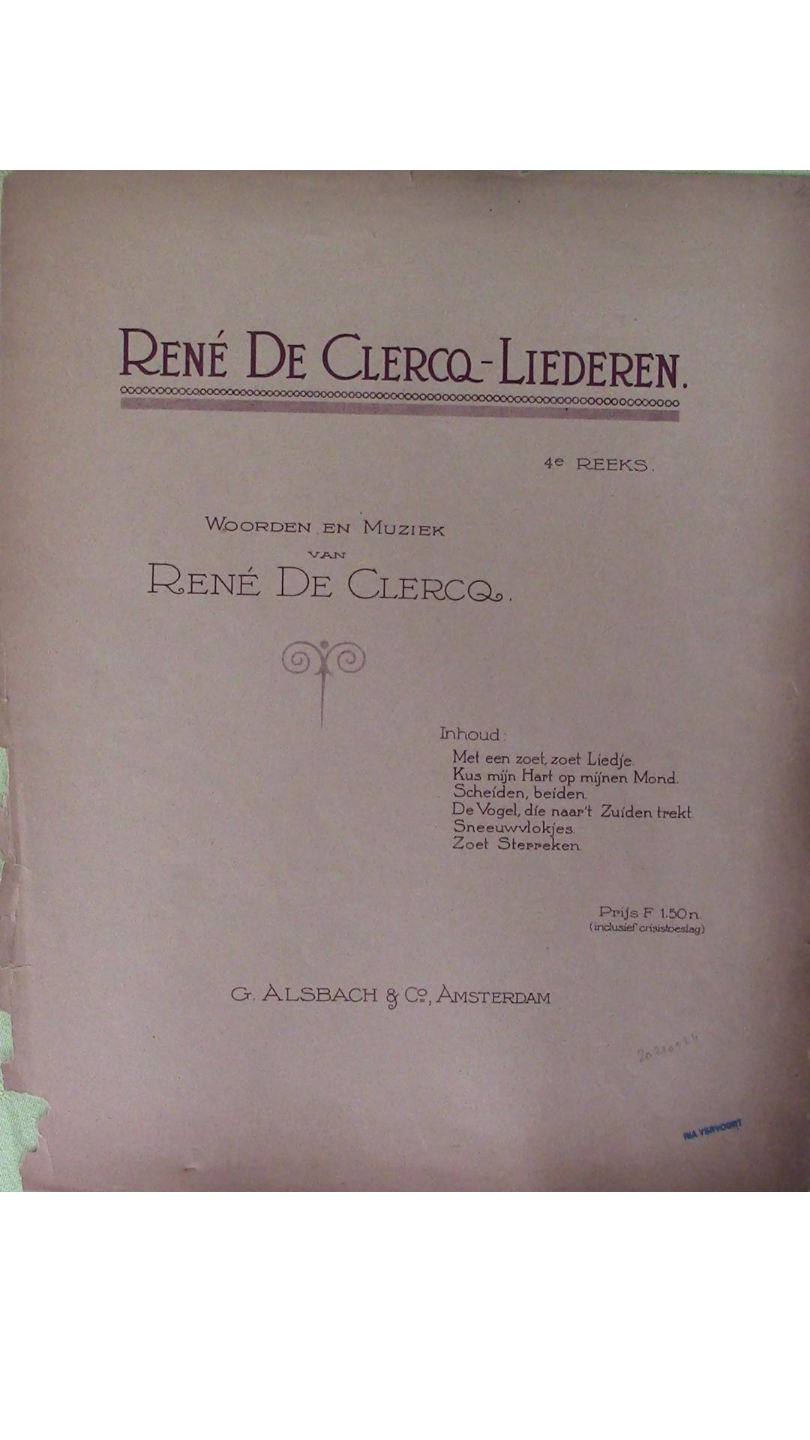 René De Clercq-Liederen.
4e Reeks.
Woorden en Muziek
van
René De Clercq.
Inhoud:
Met een zoet, zoet Liedje.
Kus mijn Hart op mijnen Mond.
Scheiden, beiden.
De Vogel, die naar't Zuiden trekt.
Sneeuwvlokjes.
Zoet Sterreken.
Prijs F 1.50 n.
(inclusief crisistoeslag)
G. Alsbach & Co., Amsterdam
RIA VERVOORT